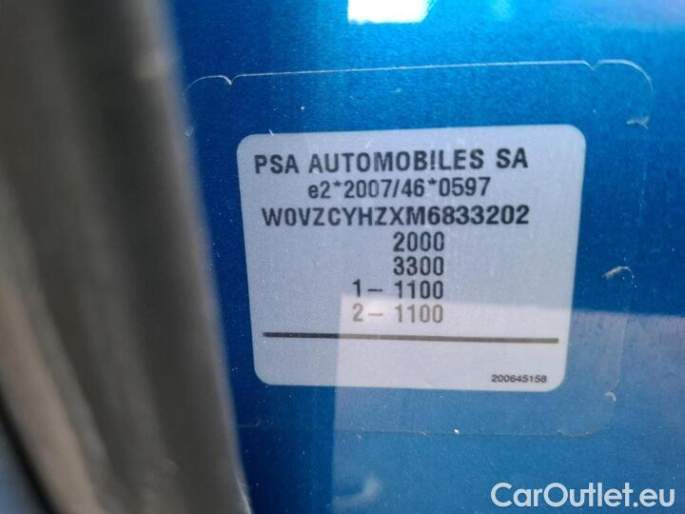 PSA AUTOMOBILES SA
e2*2007/46*0597
W0VZCYHZXM6833202
2000
3300
1- 1100
2- 1100
200645158
CarOutlet.eu